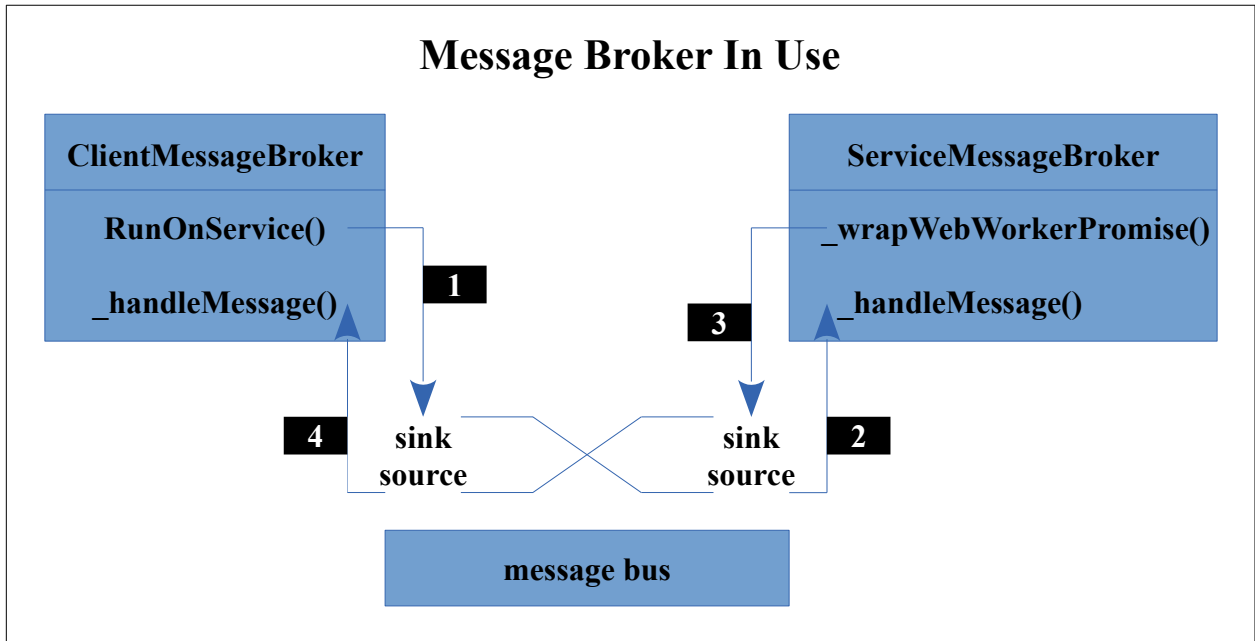 Message Broker In Use
ClientMessageBroker
RunOnService()
_handleMessage()
ServiceMessageBroker
_wrapWebWorkerPromise()
_handleMessage()
1
3
4
2
sink
source
sink
source
message bus